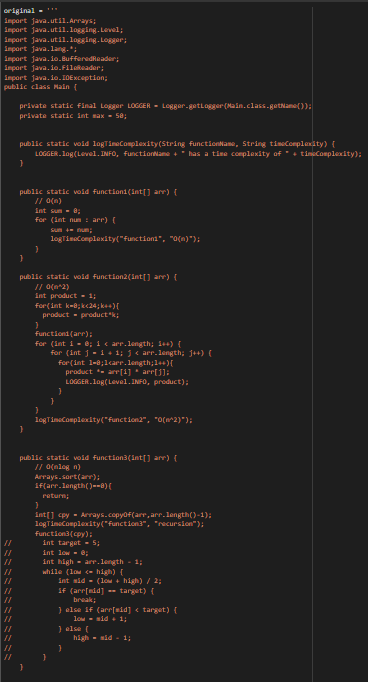 original = '''
import java.util.Arrays;
import java.util.logging.Level;
import java.util.logging.Logger;
import java.lang.*;
import java.io.BufferedReader;
import java.io.FileReader;
import java.io.IOException;
public class Main {
    private static final Logger LOGGER = Logger.getLogger(Main.class.getName());
    private static int max = 50;
    public static void logTimeComplexity(String functionName, String timeComplexity) {
        LOGGER.log(Level.INFO, functionName + " has a time complexity of " + timeComplexity);
    }
    public static void function1(int[] arr) {
        // O(n)
        int sum = 0;
        for (int num : arr) {
            sum += num;
            logTimeComplexity("function1", "O(n)");
        }
    }
    public static void function2(int[] arr) {
        // O(n^2)
        int product = 1;
        for(int k=0;k<24;k++){
          product = product*k;
        }
        function1(arr);
        for (int i = 0; i < arr.length; i++) {
            for (int j = i + 1; j < arr.length; j++) {
              for(int l=0;l<arr.length;l++){
                product *= arr[i] * arr[j];
                LOGGER.log(Level.INFO, product);
              }
            }
        }
        logTimeComplexity("function2", "O(n^2)");
    }
    public static void function3(int[] arr) {
        // O(nlog n)
        Arrays.sort(arr);
        if(arr.length()==0){
          return;
        }
        int[] cpy = Arrays.copyOf(arr,arr.length()-1);
        logTimeComplexity("function3", "recursion");
        function3(cpy);
//        int target = 5;
//        int low = 0;
//        int high = arr.length - 1;
//        while (low <= high) {
//            int mid = (low + high) / 2;
//            if (arr[mid] == target) {
//                break;
//            } else if (arr[mid] < target) {
//                low = mid + 1;
//            } else {
//                high = mid - 1;
//            }
//        }
    }